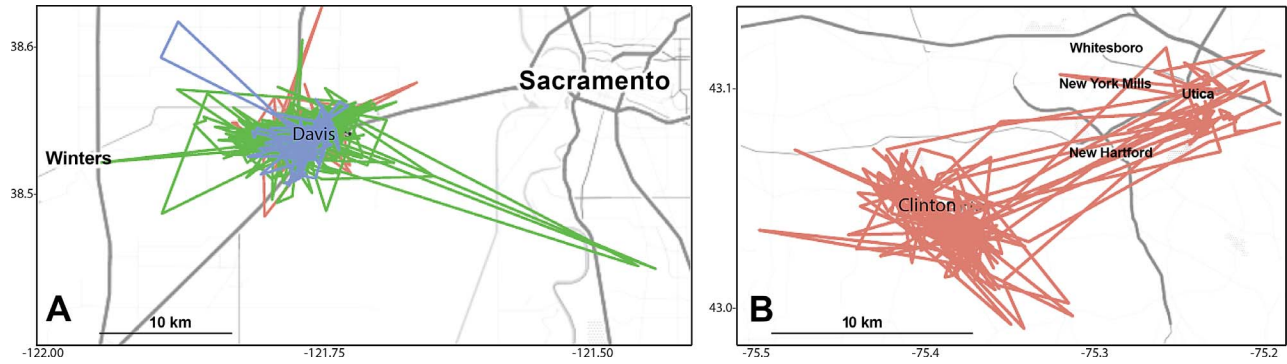 38.6
38.5
Sacramento
Davis
Winters
A
10 km
-122.00
-121.75
-121.50
43.1
43.0
Whitesboro
New York Mills
Utica
New Hartford
Clinton
B
10 km
-75.5
-75.4
-75.3
-75.2